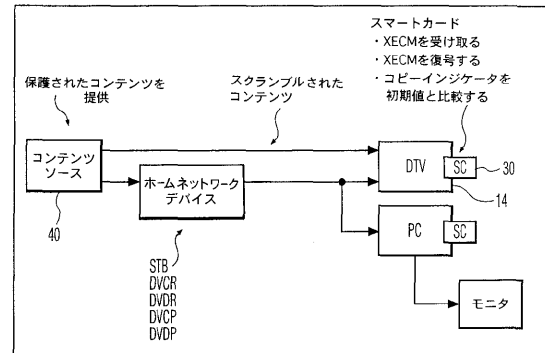 スマートカード
・XECMを受け取る
・XECMを復号する
・コピーインジケータを
初期値と比較する
保護されたコンテンツを
提供
スクランブルされた
コンテンツ
コンテンツ
ソース
40
ホームネットワーク
デバイス
DTV
SC
30
14
PC
SC
STB
DVCR
DVDR
DVCP
DVDP
モニタ